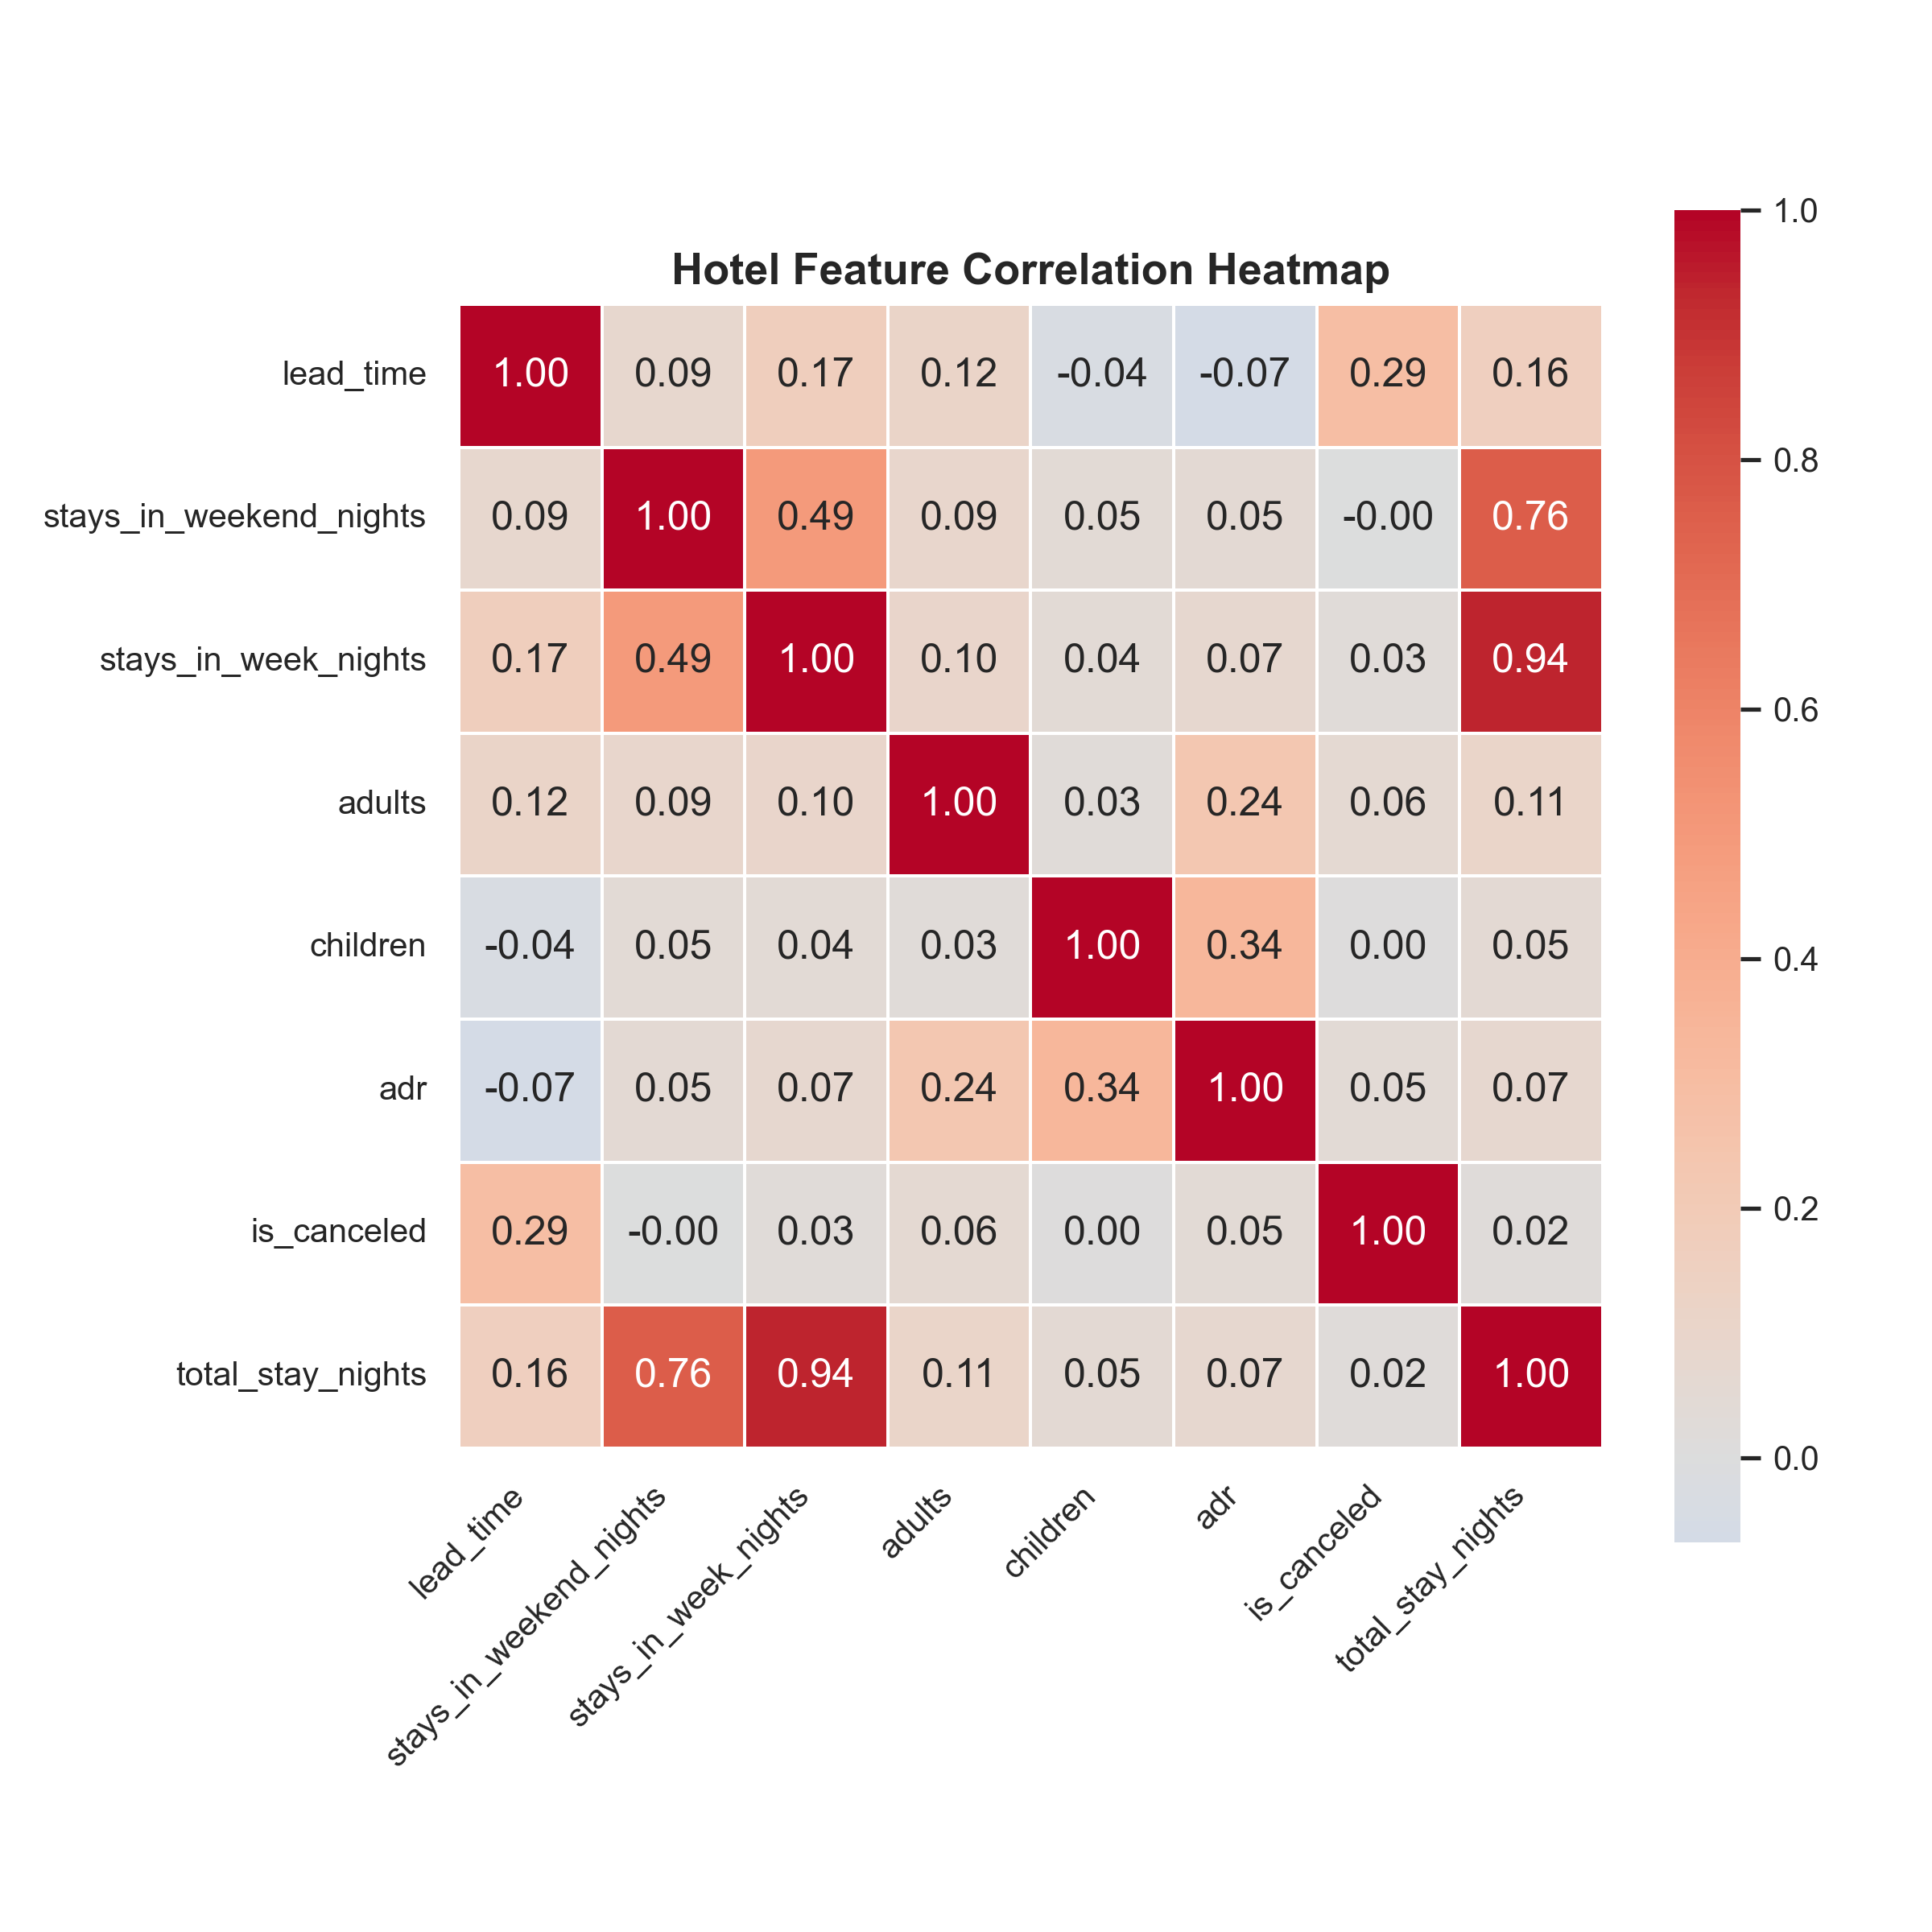 Hotel Feature Correlation Heatmap
lead_time 1.00 0.09 0.17 0.12 -0.04 -0.07 0.29 0.16
stays_in_weekend_nights 0.09 1.00 0.49 0.09 0.05 0.05 -0.00 0.76
stays_in_week_nights 0.17 0.49 1.00 0.10 0.04 0.07 0.03 0.94
adults 0.12 0.09 0.10 1.00 0.03 0.24 0.06 0.11
children -0.04 0.05 0.04 0.03 1.00 0.34 0.00 0.05
adr -0.07 0.05 0.07 0.24 0.34 1.00 0.05 0.07
is_canceled 0.29 -0.00 0.03 0.06 0.00 0.05 1.00 0.02
total_stay_nights 0.16 0.76 0.94 0.11 0.05 0.07 0.02 1.00
lead_time
stays_in_weekend_nights
stays_in_week_nights
adults
children
adr
is_canceled
total_stay_nights
1.0
0.8
0.6
0.4
0.2
0.0